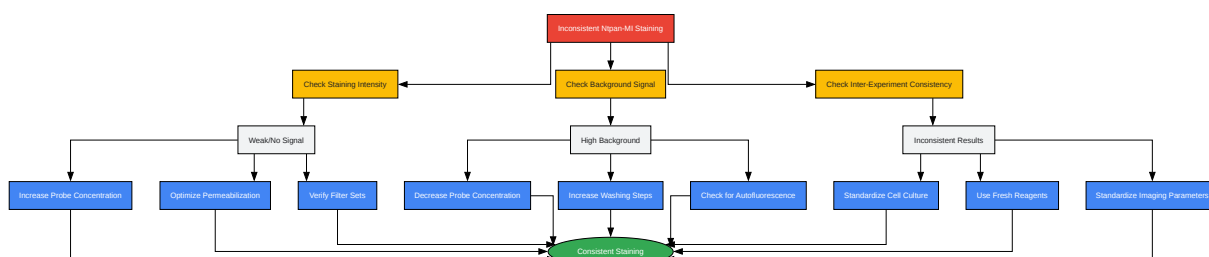 Inconsistent Ntpan-MI Staining
Check Staining Intensity
Check Background Signal
Check Inter-Experiment Consistency
Weak/No Signal
High Background
Inconsistent Results
Increase Probe Concentration
Optimize Permeabilization
Verify Filter Sets
Decrease Probe Concentration
Increase Washing Steps
Check for Autofluorescence
Standardize Cell Culture
Use Fresh Reagents
Standardize Imaging Parameters
Consistent Staining